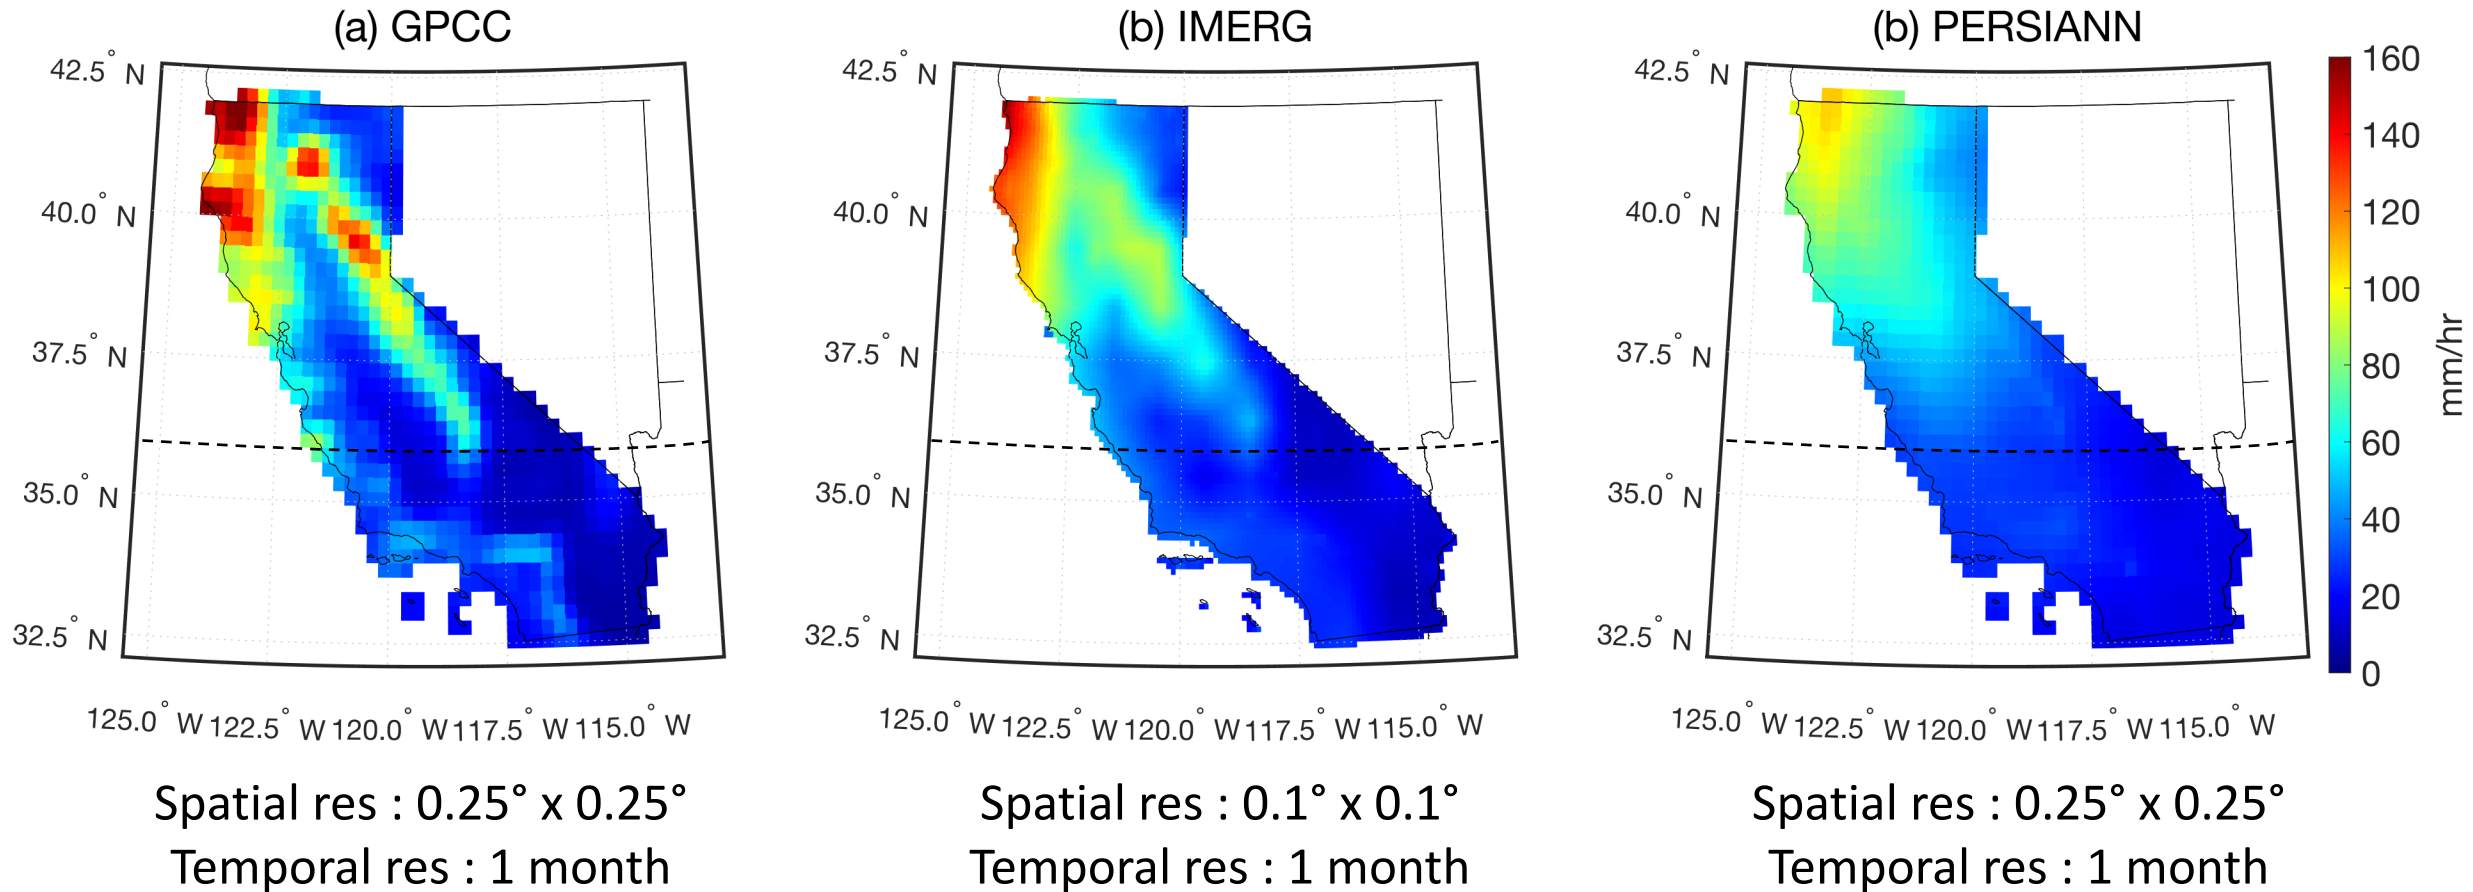 (a) GPCC
(b) IMERG
(b) PERSIANN
42.5° N
40.0° N
37.5° N
35.0° N
32.5° N
125.0° W 122.5° W 120.0° W 117.5° W 115.0° W
42.5° N
40.0° N
37.5° N
35.0° N
32.5° N
125.0° W 122.5° W 120.0° W 117.5° W 115.0° W
42.5° N
40.0° N
37.5° N
35.0° N
32.5° N
125.0° W 122.5° W 120.0° W 117.5° W 115.0° W
160
140
120
100
80
60
40
20
0
mm/hr
Spatial res : 0.25° x 0.25°
Temporal res : 1 month
Spatial res : 0.1° x 0.1°
Temporal res : 1 month
Spatial res : 0.25° x 0.25°
Temporal res : 1 month